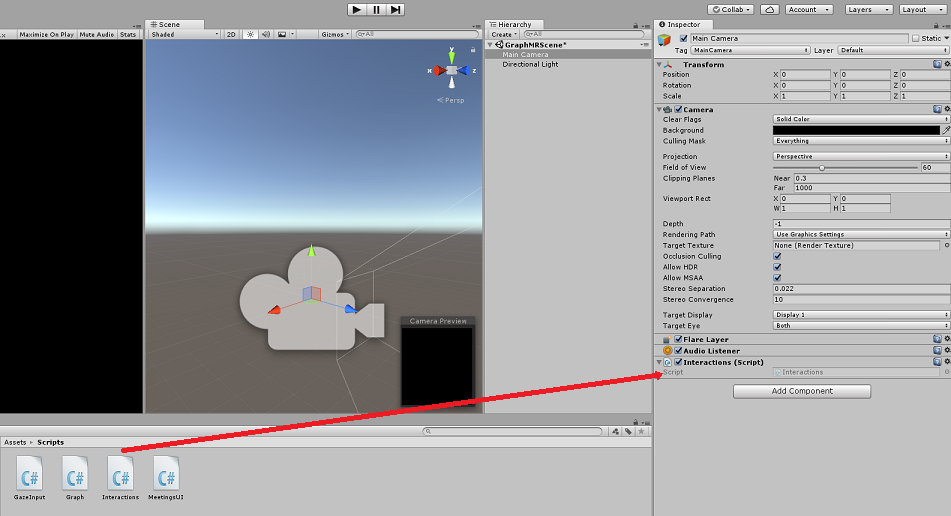 Collab
Account
Layers
Layout
Maximize On Play
Mute Audio
Stats
Scene
Shaded
2D
Gizmos
All
y
x
z
Persp
Camera Preview
Hierarchy
Create
All
GraphMRScene*
Main Camera
Directional Light
Inspector
Main Camera
Static
Tag MainCamera Layer Default
Transform
Position X 0 Y 0 Z 0
Rotation X 0 Y 0 Z 0
Scale X 1 Y 1 Z 1
Camera
Clear Flags Solid Color
Background
Culling Mask Everything
Projection Perspective
Field of View 60
Clipping Planes Near 0.3
Far 1000
Viewport Rect X 0 Y 0
W 1 H 1
Depth -1
Rendering Path Use Graphics Settings
Target Texture None (Render Texture)
Occlusion Culling
Allow HDR
Allow MSAA
Stereo Separation 0.022
Stereo Convergence 10
Target Display Display 1
Target Eye Both
Flare Layer
Audio Listener
Interactions (Script)
Script Interactions
Add Component
Assets Scripts
C# C# C# C#
GazeInput Graph Interactions MeetingsUI